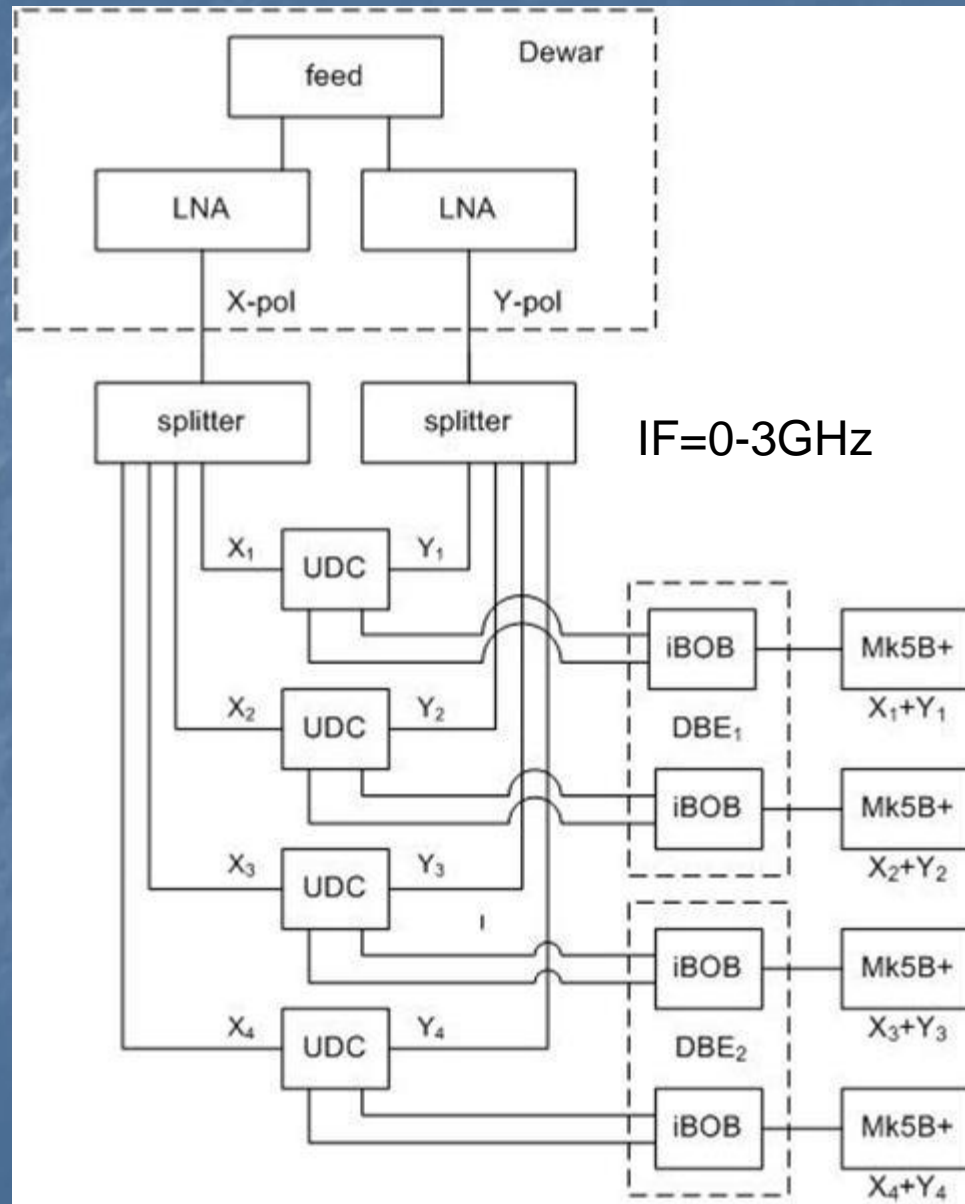 Dewar
feed
LNA LNA
X-pol Y-pol
splitter splitter
IF=0-3GHz
X₁ UDC Y₁
iBOB Mk5B+
X₁+Y₁
X₂ UDC Y₂
DBE₁
iBOB Mk5B+
X₂+Y₂
X₃ UDC Y₃
iBOB Mk5B+
X₃+Y₃
X₄ UDC Y₄
DBE₂
iBOB Mk5B+
X₄+Y₄